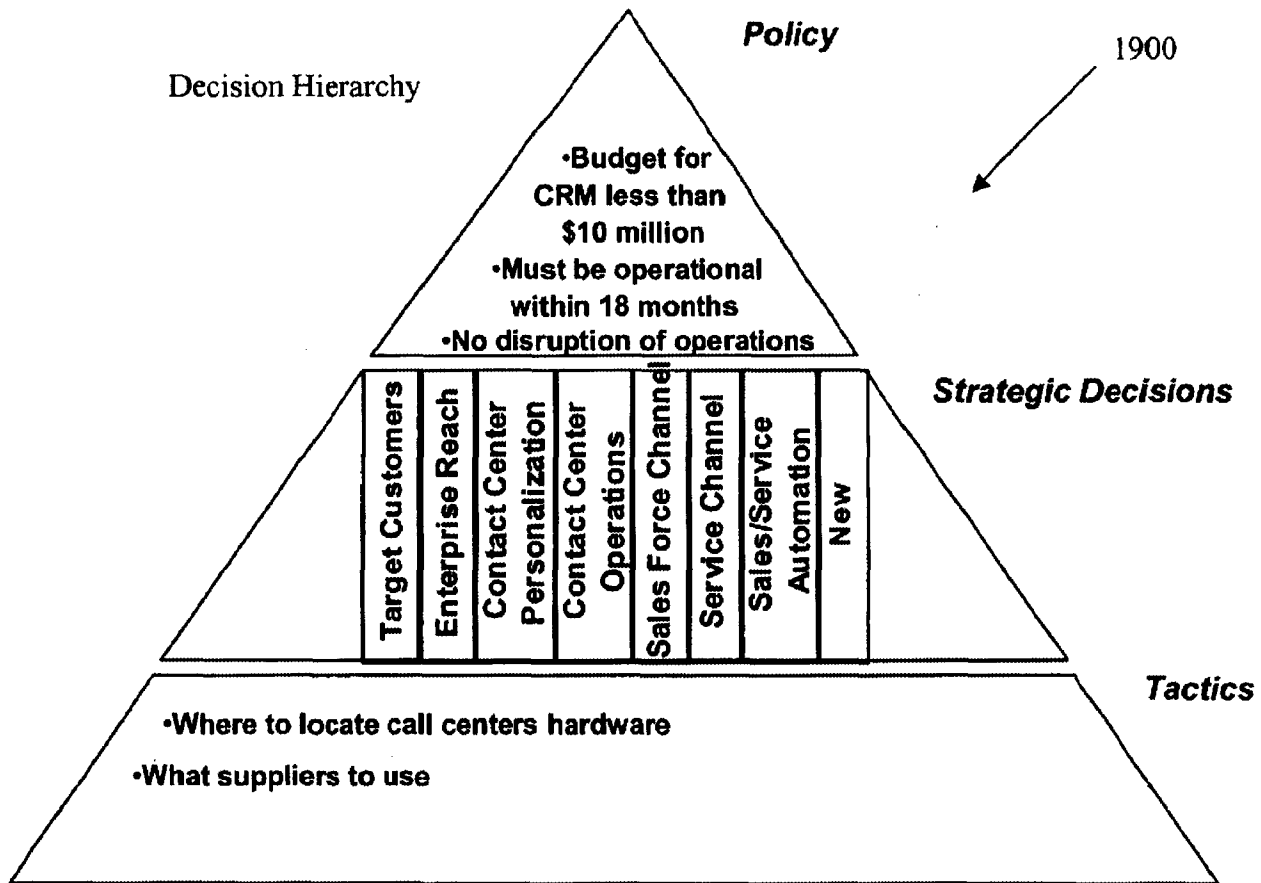 Policy
1900
Decision Hierarchy
•Budget for
CRM less than
$10 million
•Must be operational
within 18 months
•No disruption of operations
Strategic Decisions
Target Customers
Enterprise Reach
Contact Center
Personalization
Contact Center
Operations
Sales Force Channel
Service Channel
Sales/Service
Automation
New
Tactics
•Where to locate call centers hardware
•What suppliers to use